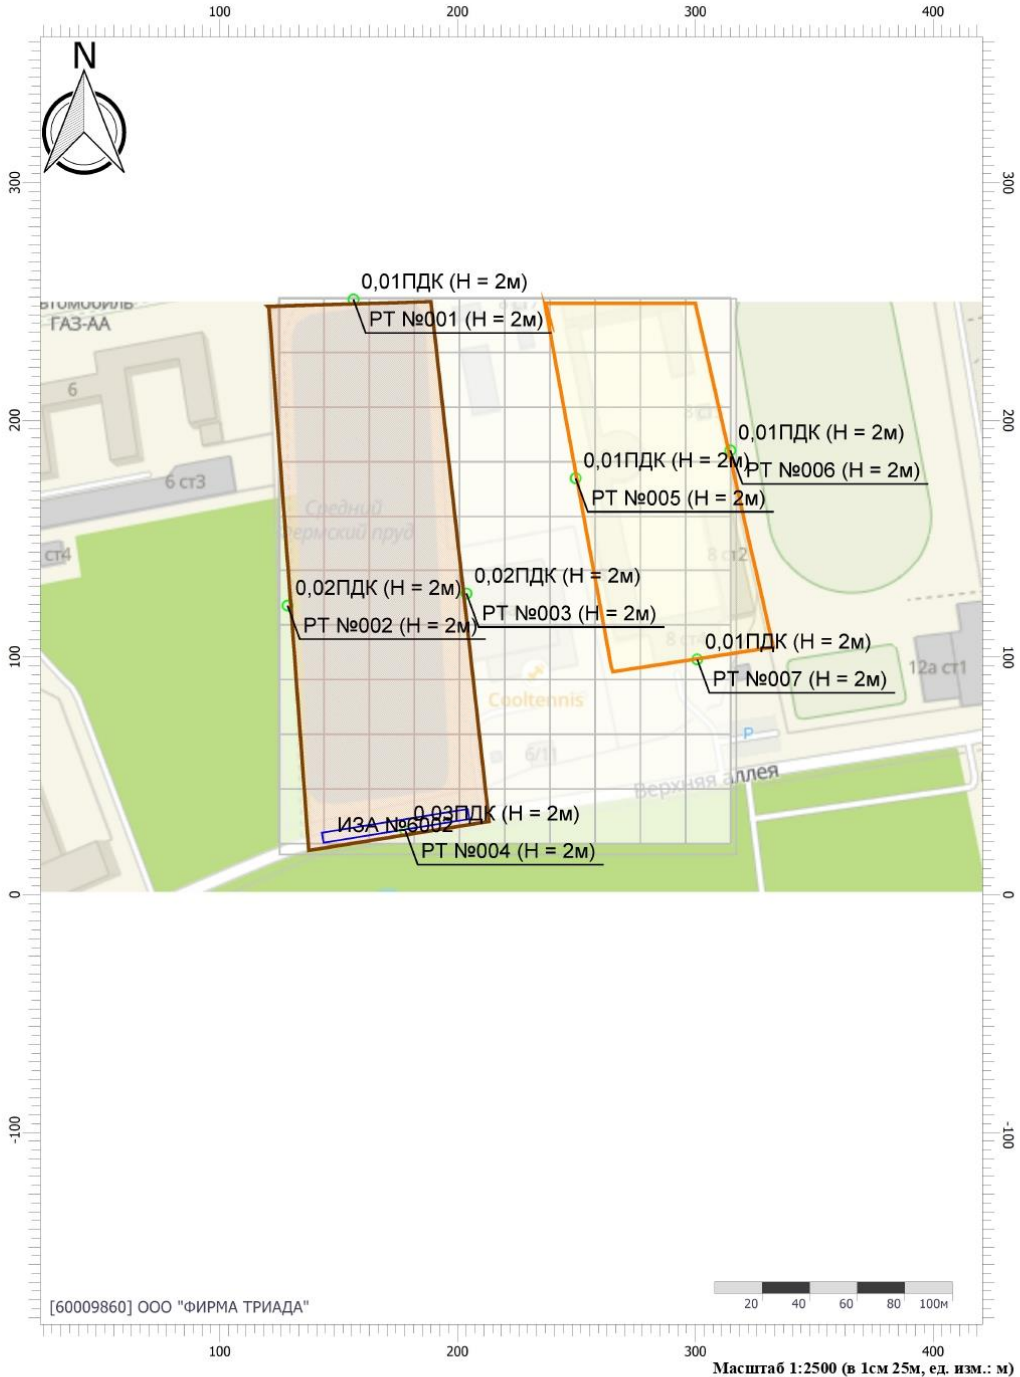 100 200 300 400
N
300 300
0,01ПДК (Н = 2м)
РТ №001 (Н = 2м)
ГАЗ-АА
6
200 200
0,01ПДК (Н = 2м)
РТ №006 (Н = 2м)
0,01ПДК (Н = 2м)
РТ №005 (Н = 2м)
6 ст3
Средний
пруд
ст4
8 ст2
0,02ПДК (Н = 2м)
РТ №002 (Н = 2м)
0,02ПДК (Н = 2м)
РТ №003 (Н = 2м)
100 100
0,01ПДК (Н = 2м)
РТ №007 (Н = 2м)
12а ст1
Cooltennis
P
6/11
Верхняя аллея
0,03ПДК (Н = 2м)
ИЗА №6002
РТ №004 (Н = 2м)
0 0
-100 -100
[60009860] ООО "ФИРМА ТРИАДА"
20 40 60 80 100м
100 200 300 400
Масштаб 1:2500 (в 1см 25м, ед. изм.: м)